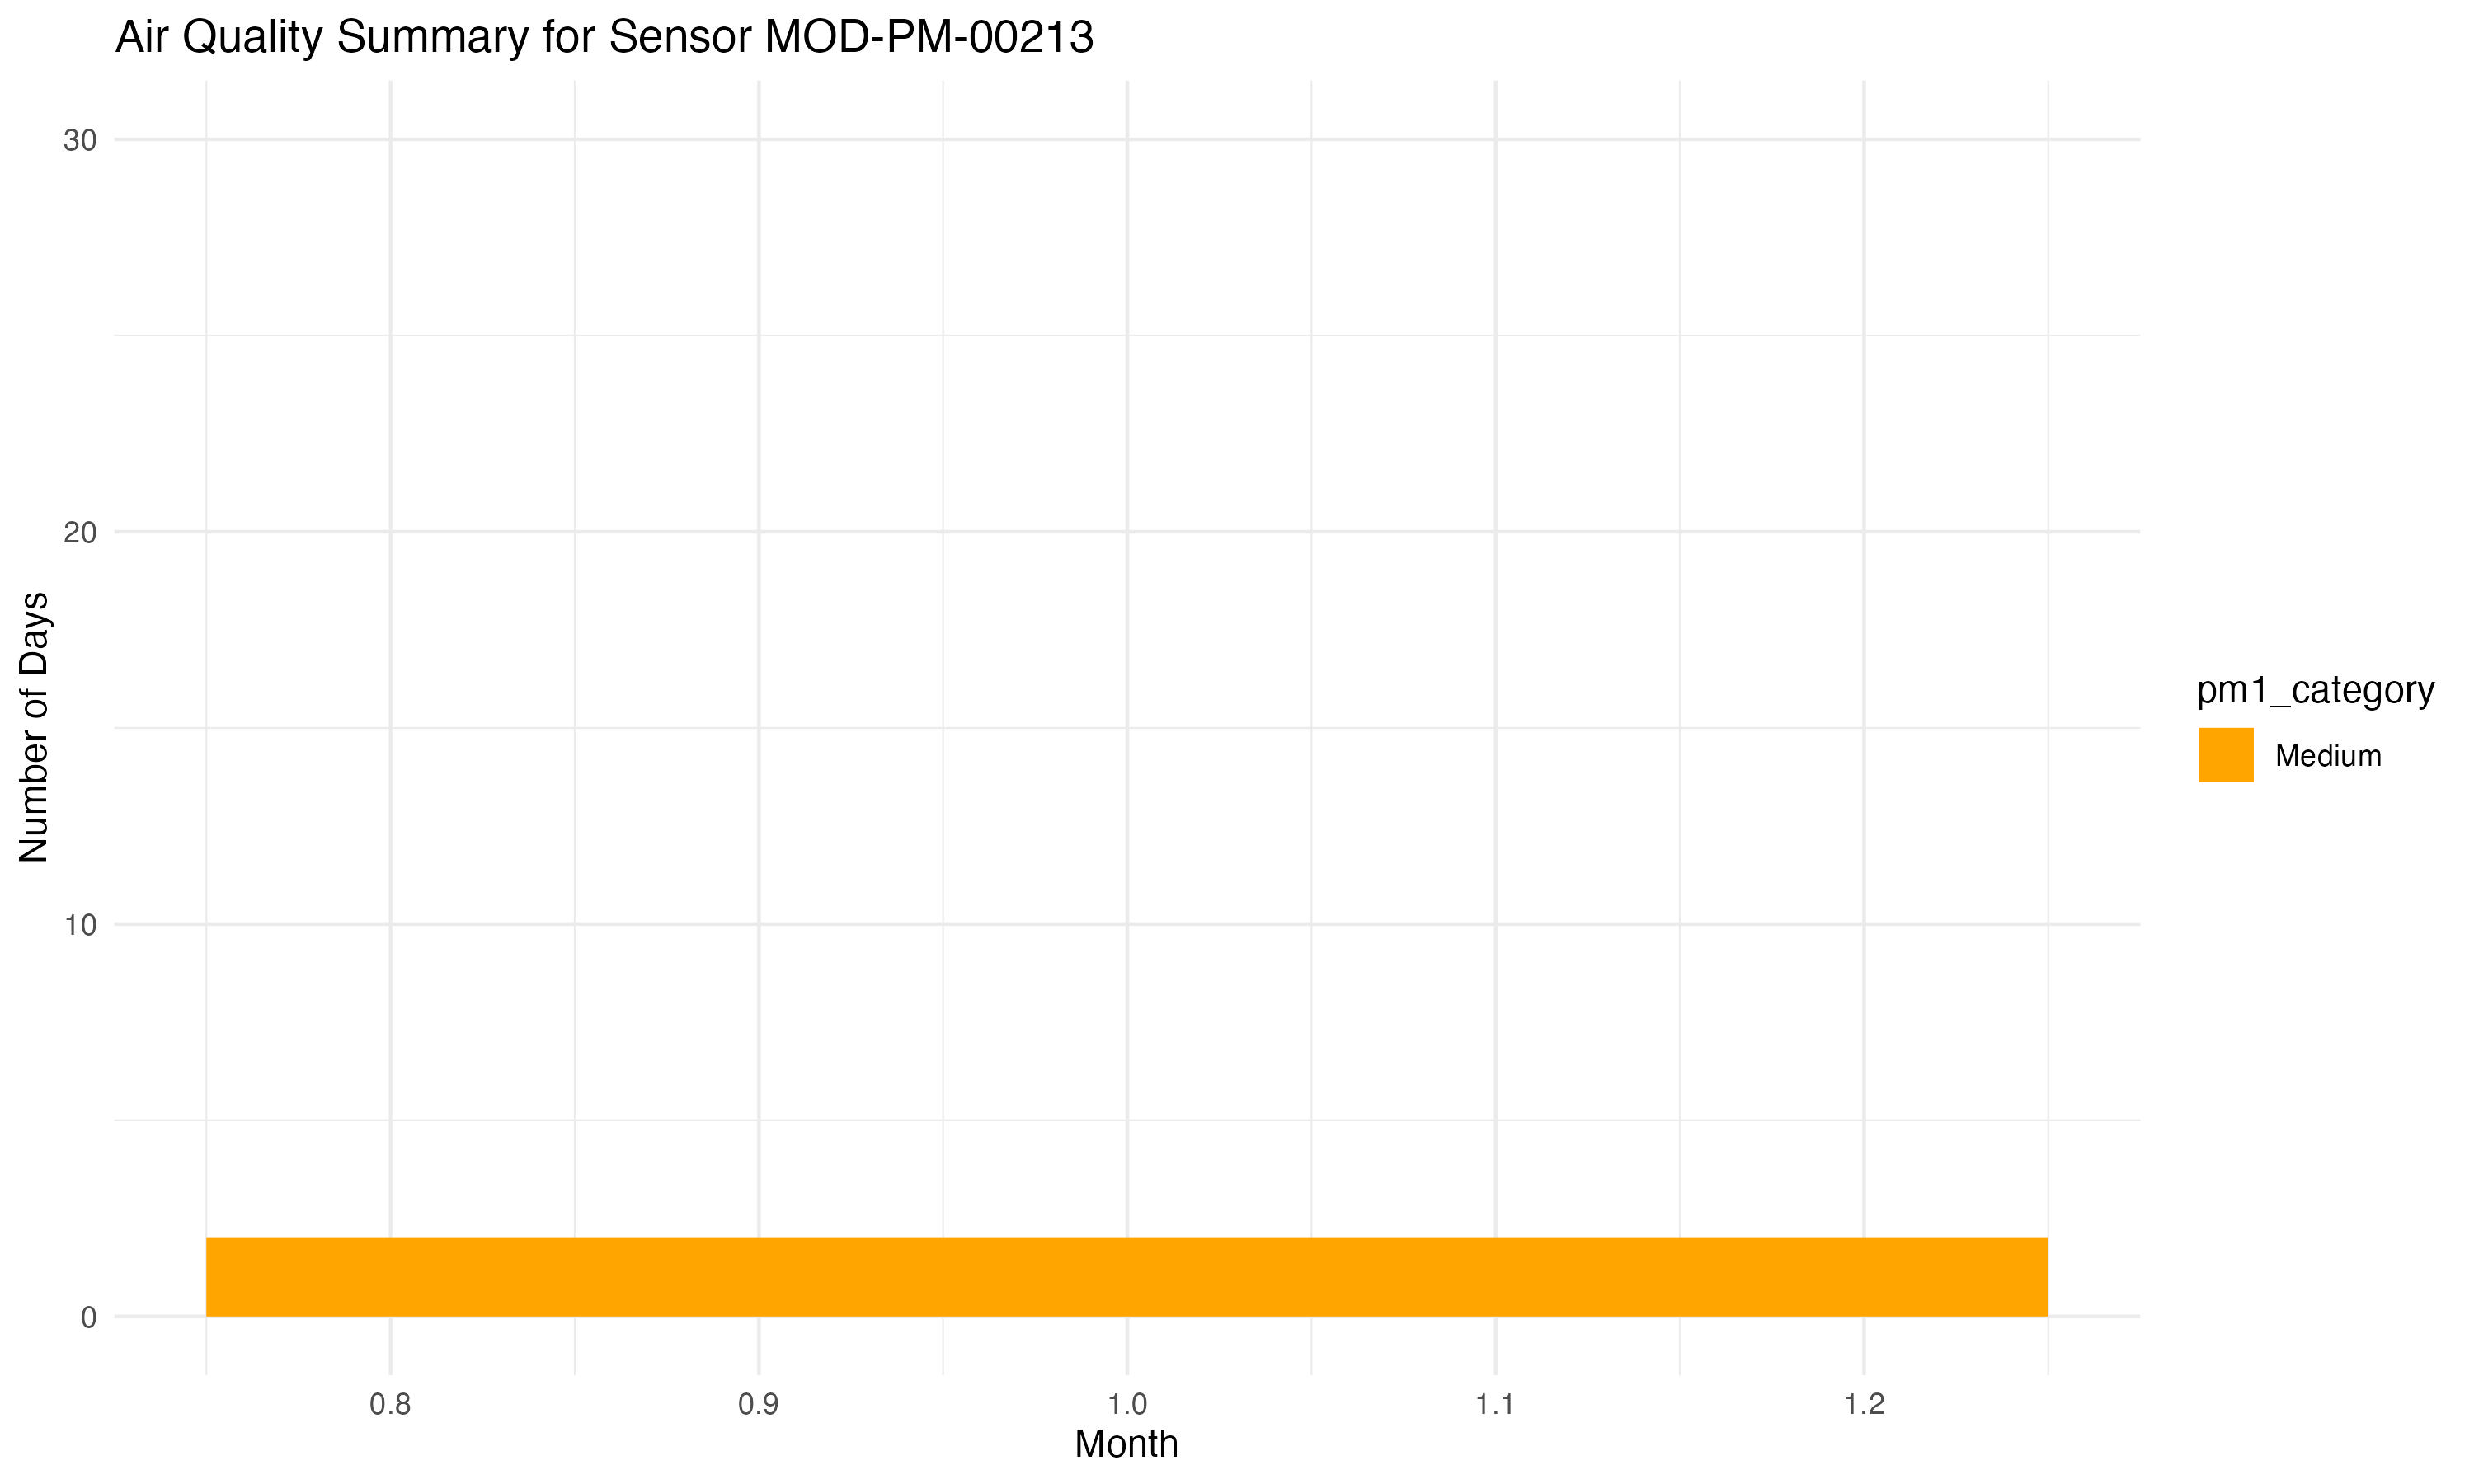 Air Quality Summary for Sensor MOD-PM-00213
30
20
10
0
Number of Days
0.8 0.9 1.0 1.1 1.2
Month
pm1_category
Medium